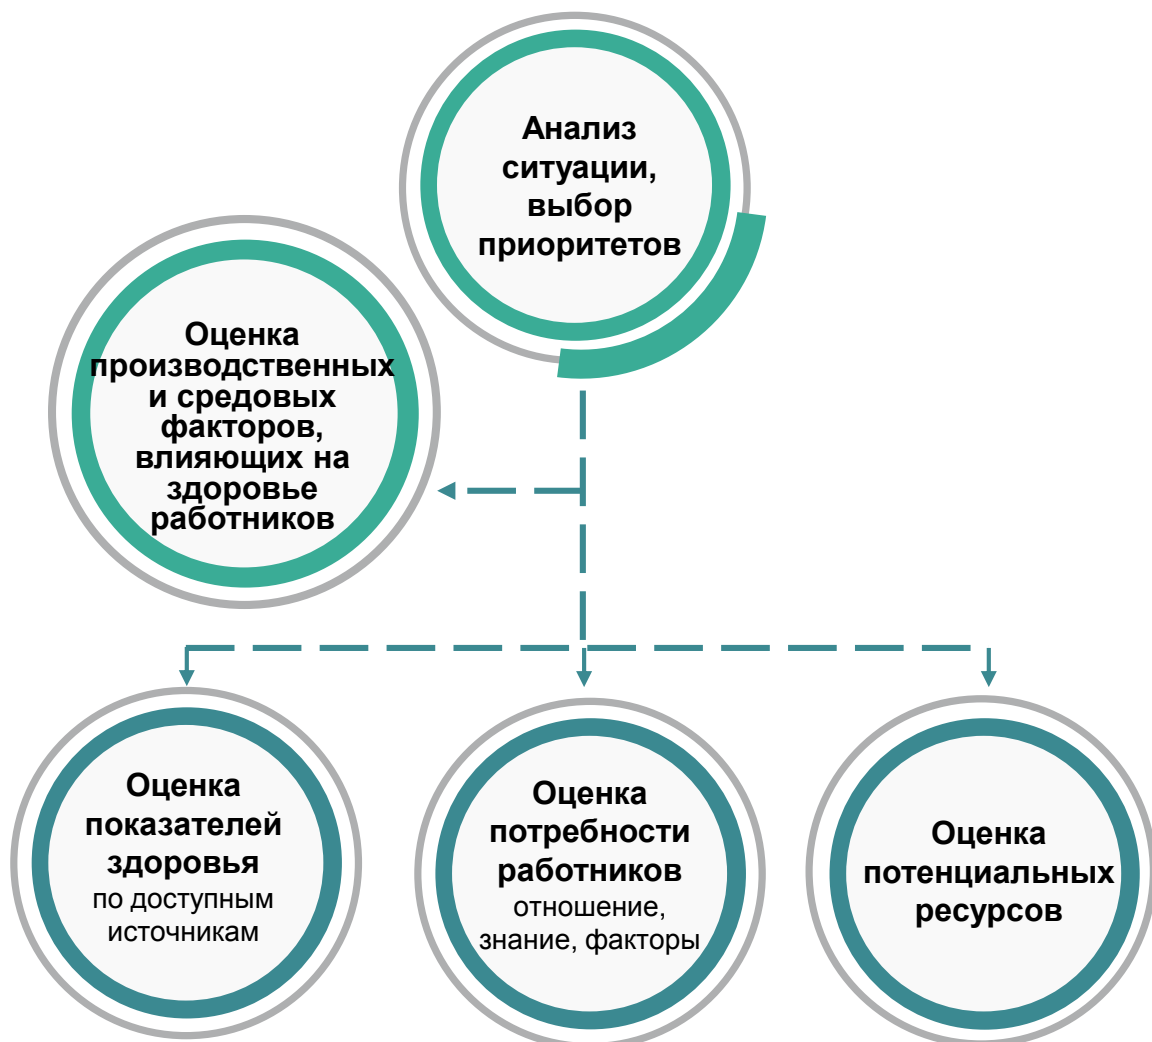 Анализ
ситуации,
выбор
приоритетов
Оценка
производственных
и средовых
факторов,
влияющих на
здоровье
работников
Оценка
показателей
здоровья
по доступным
источникам
Оценка
потребности
работников
отношение,
знание, факторы
Оценка
потенциальных
ресурсов